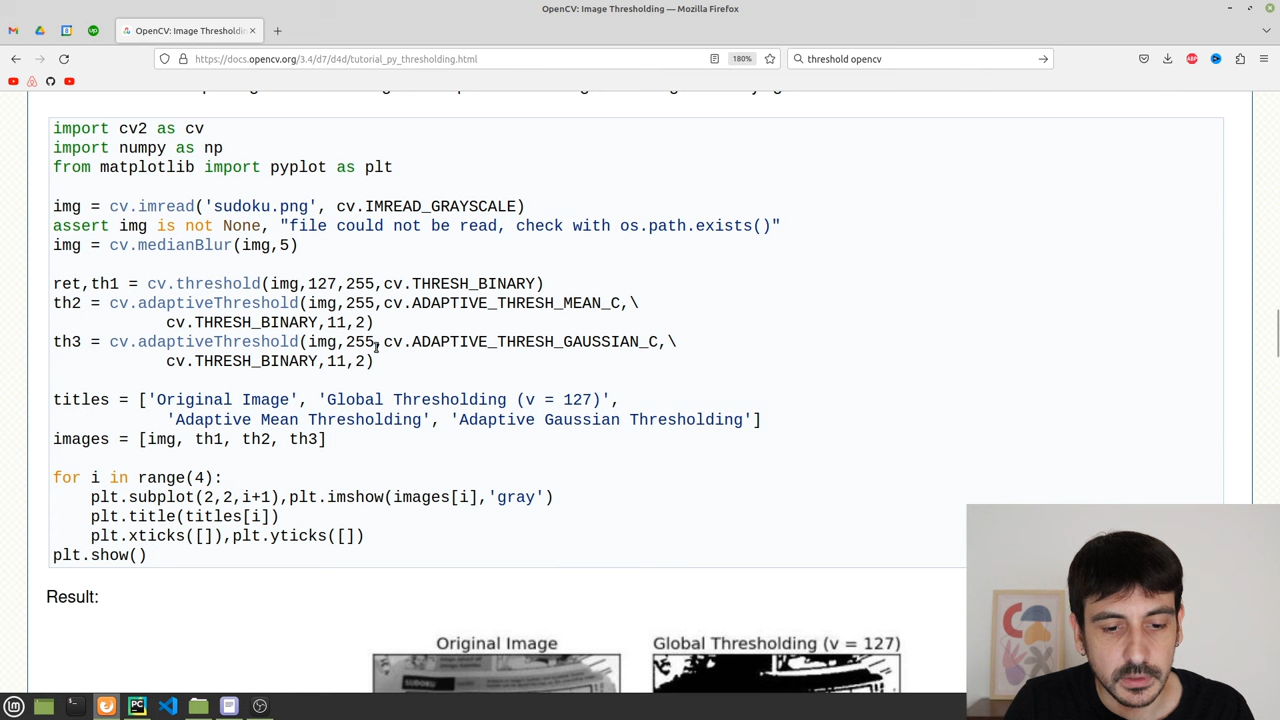 OpenCV: Image Thresholding — Mozilla Firefox
OpenCV: Image Thresholdin
https://docs.opencv.org/3.4/d7/d4d/tutorial_py_thresholding.html
180%
threshold opencv
import cv2 as cv
import numpy as np
from matplotlib import pyplot as plt
img = cv.imread('sudoku.png', cv.IMREAD_GRAYSCALE)
assert img is not None, "file could not be read, check with os.path.exists()"
img = cv.medianBlur(img,5)
ret,th1 = cv.threshold(img,127,255,cv.THRESH_BINARY)
th2 = cv.adaptiveThreshold(img,255,cv.ADAPTIVE_THRESH_MEAN_C,\
cv.THRESH_BINARY,11,2)
th3 = cv.adaptiveThreshold(img,255,cv.ADAPTIVE_THRESH_GAUSSIAN_C,\
cv.THRESH_BINARY,11,2)
titles = ['Original Image', 'Global Thresholding (v = 127)',
'Adaptive Mean Thresholding', 'Adaptive Gaussian Thresholding']
images = [img, th1, th2, th3]
for i in range(4):
plt.subplot(2,2,i+1),plt.imshow(images[i],'gray')
plt.title(titles[i])
plt.xticks([]),plt.yticks([])
plt.show()
Result:
Original Image
Global Thresholding (v = 127)
SUDOKU